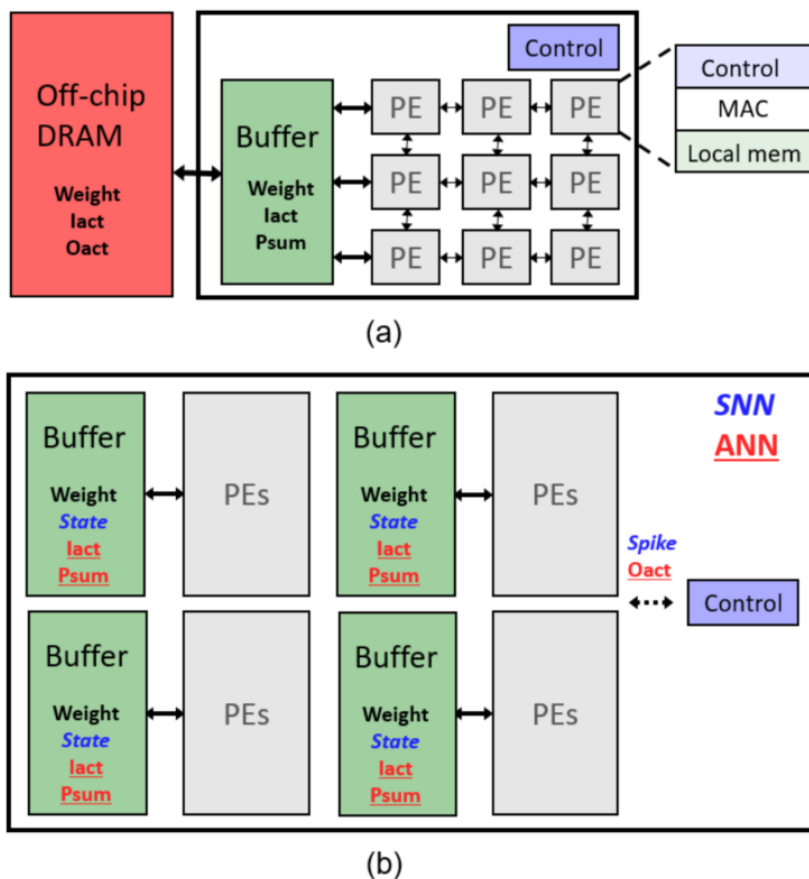 Off-chip
DRAM
Weight
Iact
Oact
Buffer
Weight
Iact
Psum
Control
PE PE PE
PE PE PE
PE PE PE
Control
MAC
Local mem
(a)
Buffer
Weight
State
Iact
Psum
PEs
Buffer
Weight
State
Iact
Psum
PEs
SNN
ANN
Spike
Oact
Control
Buffer
Weight
State
Iact
Psum
PEs
Buffer
Weight
State
Iact
Psum
PEs
(b)